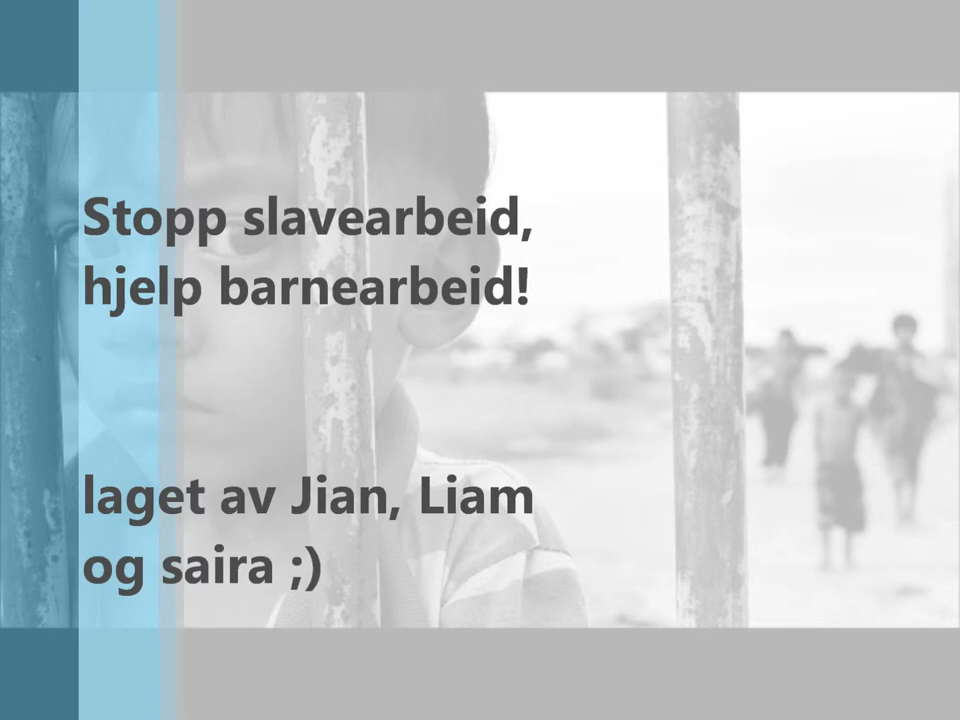 Stopp slavearbeid,
hjelp barnearbeid!
laget av Jian, Liam
og saira ;)